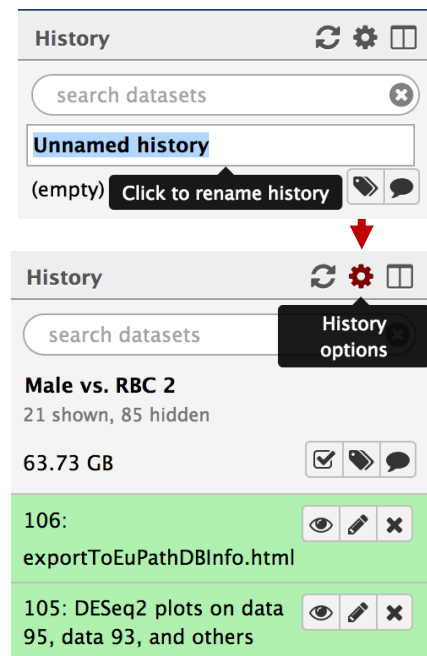 History
search datasets
Unnamed history
(empty)
Click to rename history
History
History
options
search datasets
Male vs. RBC 2
21 shown, 85 hidden
63.73 GB
106:
exportToEuPathDBInfo.html
105: DESeq2 plots on data
95, data 93, and others